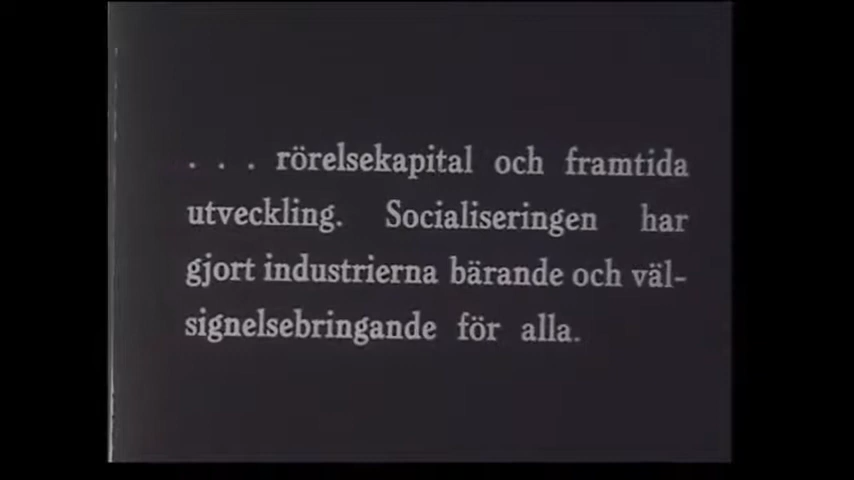 . . . rörelsekapital och framtida
utveckling. Socialiseringen har
gjort industrierna bärande och väl-
signelsebringande för alla.